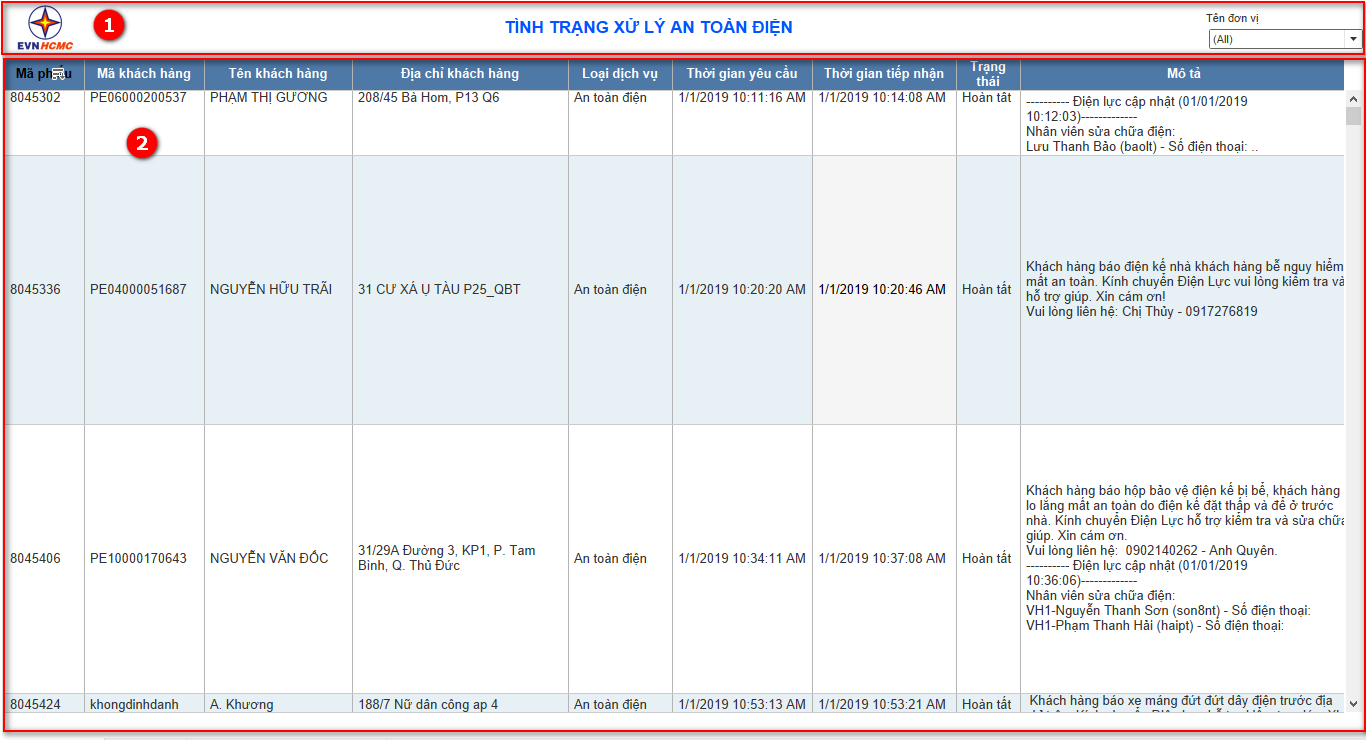 EVNHCMC
1
TÌNH TRẠNG XỬ LÝ AN TOÀN ĐIỆN
Tên đơn vị
(All)
Mã phiếu
Mã khách hàng
Tên khách hàng
Địa chỉ khách hàng
Loại dịch vụ
Thời gian yêu cầu
Thời gian tiếp nhận
Trạng
thái
Mô tả
8045302
PE06000200537
PHẠM THỊ GƯƠNG
208/45 Bà Hom, P13 Q6
An toàn điện
1/1/2019 10:11:16 AM
1/1/2019 10:14:08 AM
Hoàn tất
---------- Điện lực cập nhật (01/01/2019
10:12:03)-------------
Nhân viên sửa chữa điện:
Lưu Thanh Bảo (baolt) - Số điện thoại: ..
2
8045336
PE04000051687
NGUYỄN HỮU TRÃI
31 CƯ XÁ Ụ TÀU P25_QBT
An toàn điện
1/1/2019 10:20:20 AM
1/1/2019 10:20:46 AM
Hoàn tất
Khách hàng báo điện kế nhà khách hàng bễ nguy hiểm
mất an toàn. Kính chuyển Điện Lực vui lòng kiểm tra và
hỗ trợ giúp. Xin cám ơn!
Vui lòng liên hệ: Chị Thủy - 0917276819
8045406
PE10000170643
NGUYỄN VĂN ĐỐC
31/29A Đường 3, KP1, P. Tam
Bình, Q. Thủ Đức
An toàn điện
1/1/2019 10:34:11 AM
1/1/2019 10:37:08 AM
Hoàn tất
Khách hàng báo hộp bảo vệ điện kế bị bể, khách hàng
lo lắng mất an toàn do điện kế đặt thấp và để ở trước
nhà. Kính chuyển Điện Lực hỗ trợ kiểm tra và sửa chữa
giúp. Xin cám ơn.
Vui lòng liên hệ: 0902140262 - Anh Quyên.
---------- Điện lực cập nhật (01/01/2019
10:36:06)-------------
Nhân viên sửa chữa điện:
VH1-Nguyễn Thanh Sơn (son8nt) - Số điện thoại:
VH1-Phạm Thanh Hải (haipt) - Số điện thoại:
8045424
khongdinhdanh
A. Khương
188/7 Nữ dân công ap 4
An toàn điện
1/1/2019 10:53:13 AM
1/1/2019 10:53:21 AM
Hoàn tất
Khách hàng báo xe máng đứt đứt dây điện trước địa